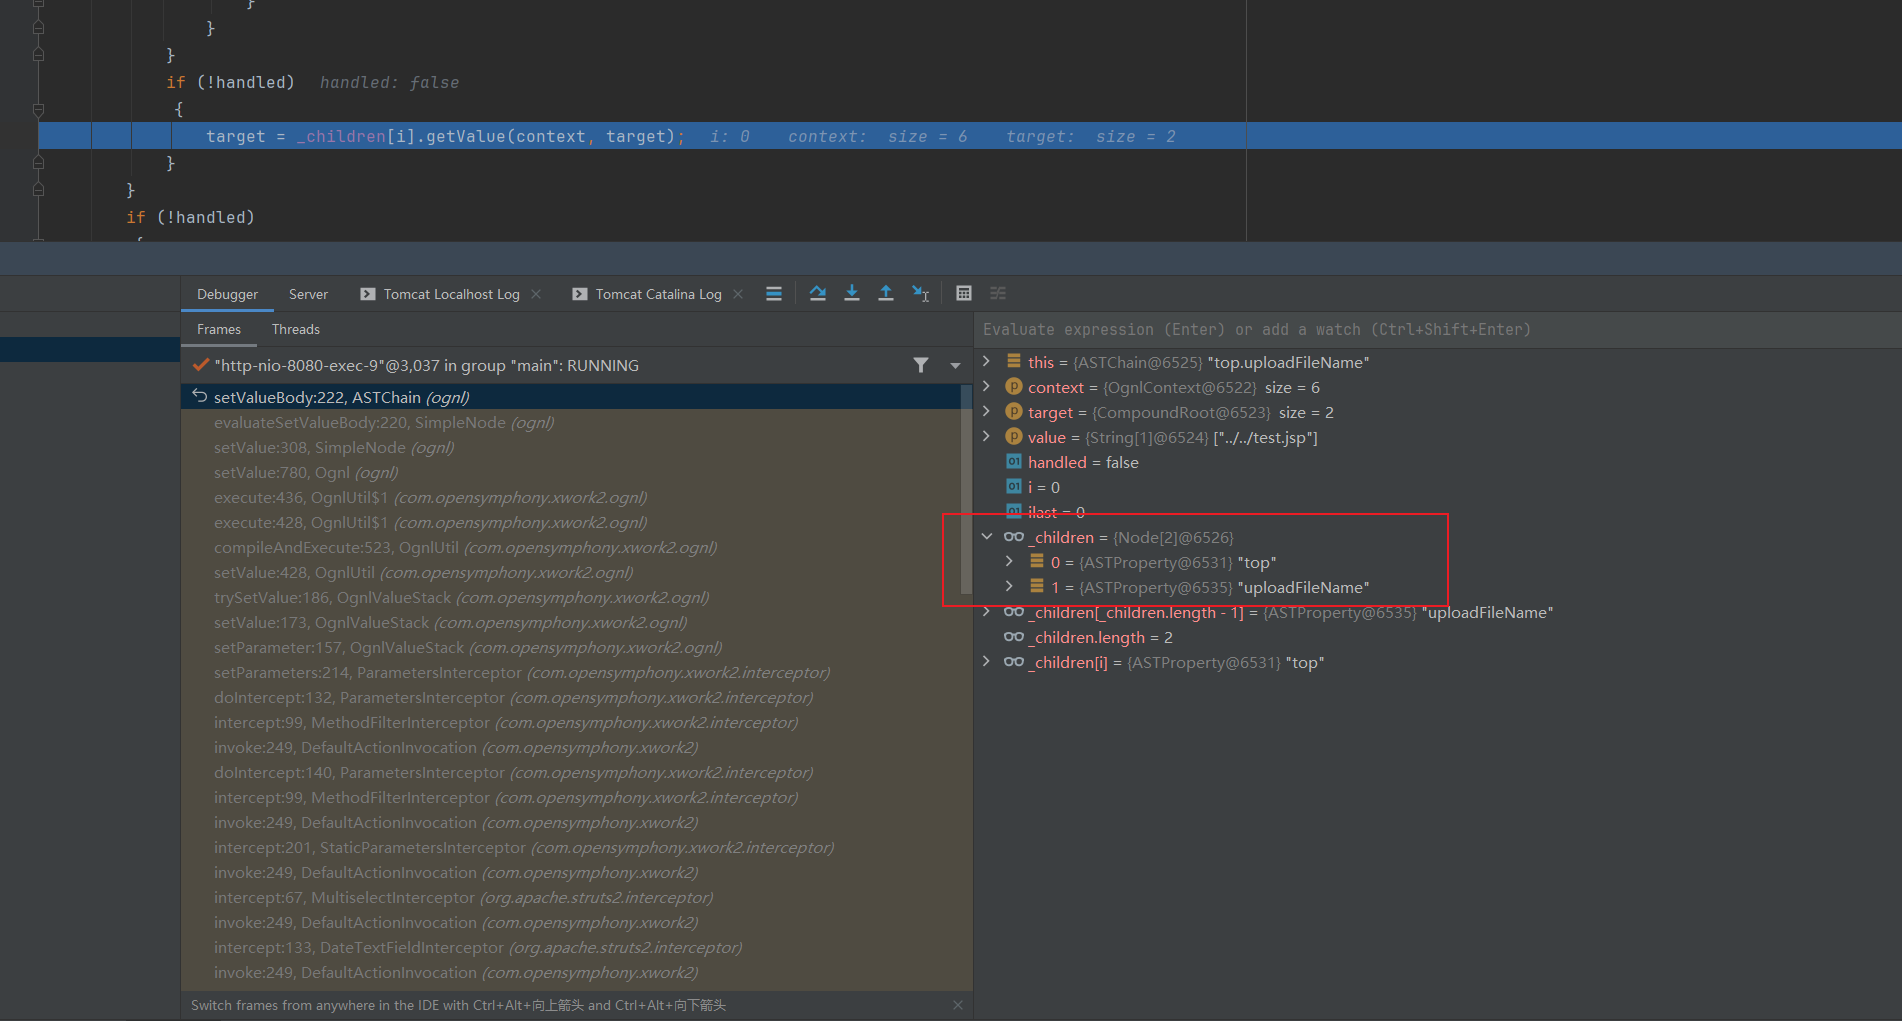 }
}
}
if (!handled) handled: false
{
target = _children[i].getValue(context, target); i: 0 context: size = 6 target: size = 2
}
}
if (!handled)
{
Debugger Server Tomcat Localhost Log Tomcat Catalina Log
Frames Threads
"http-nio-8080-exec-9"@3,037 in group "main": RUNNING
setValueBody:222, ASTChain (ognl)
evaluateSetValueBody:220, SimpleNode (ognl)
setValue:308, SimpleNode (ognl)
setValue:780, Ognl (ognl)
execute:436, OgnlUtil$1 (com.opensymphony.xwork2.ognl)
execute:428, OgnlUtil$1 (com.opensymphony.xwork2.ognl)
compileAndExecute:523, OgnlUtil (com.opensymphony.xwork2.ognl)
setValue:428, OgnlUtil (com.opensymphony.xwork2.ognl)
trySetValue:186, OgnlValueStack (com.opensymphony.xwork2.ognl)
setValue:173, OgnlValueStack (com.opensymphony.xwork2.ognl)
setParameter:157, OgnlValueStack (com.opensymphony.xwork2.ognl)
setParameters:214, ParametersInterceptor (com.opensymphony.xwork2.interceptor)
doIntercept:132, ParametersInterceptor (com.opensymphony.xwork2.interceptor)
intercept:99, MethodFilterInterceptor (com.opensymphony.xwork2.interceptor)
invoke:249, DefaultActionInvocation (com.opensymphony.xwork2)
doIntercept:140, ParametersInterceptor (com.opensymphony.xwork2.interceptor)
intercept:99, MethodFilterInterceptor (com.opensymphony.xwork2.interceptor)
invoke:249, DefaultActionInvocation (com.opensymphony.xwork2)
intercept:201, StaticParametersInterceptor (com.opensymphony.xwork2.interceptor)
invoke:249, DefaultActionInvocation (com.opensymphony.xwork2)
intercept:67, MultiselectInterceptor (org.apache.struts2.interceptor)
invoke:249, DefaultActionInvocation (com.opensymphony.xwork2)
intercept:133, DateTextFieldInterceptor (org.apache.struts2.interceptor)
invoke:249, DefaultActionInvocation (com.opensymphony.xwork2)
Switch frames from anywhere in the IDE with Ctrl+Alt+向上箭头 and Ctrl+Alt+向下箭头
Evaluate expression (Enter) or add a watch (Ctrl+Shift+Enter)
this = {ASTChain@6525} "top.uploadFileName"
p context = {OgnlContext@6522} size = 6
p target = {CompoundRoot@6523} size = 2
p value = {String[1]@6524} ["../../test.jsp"]
01 handled = false
01 i = 0
01 ilast = 0
_children = {Node[2]@6526}
0 = {ASTProperty@6531} "top"
1 = {ASTProperty@6535} "uploadFileName"
_children[_children.length - 1] = {ASTProperty@6535} "uploadFileName"
_children.length = 2
_children[i] = {ASTProperty@6531} "top"